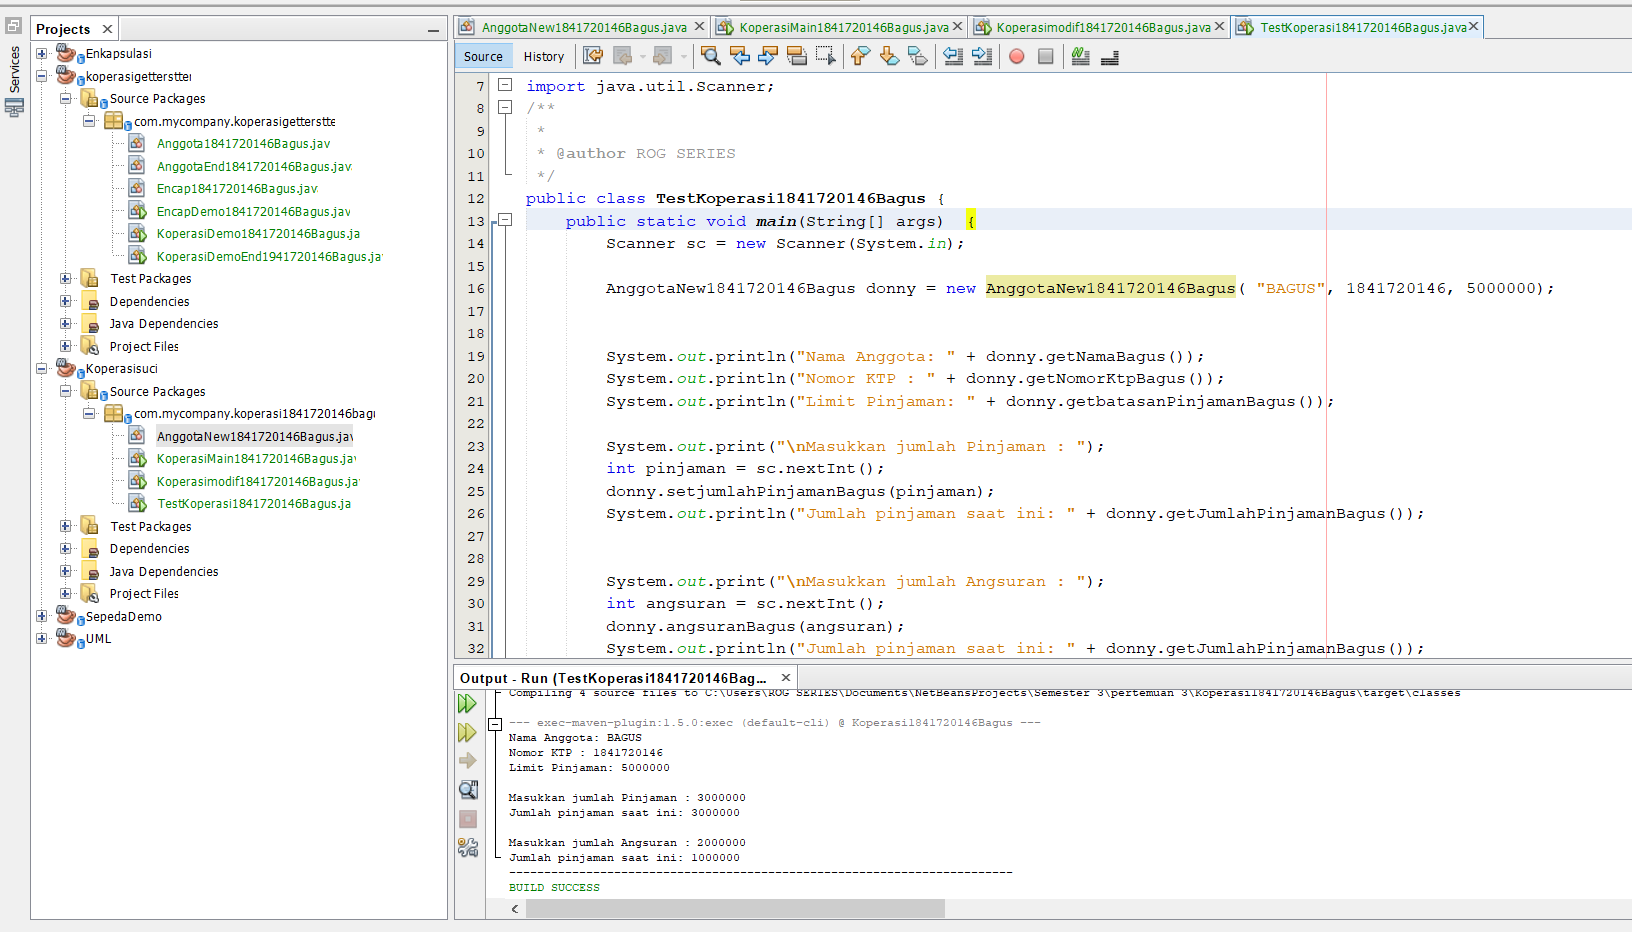 Services
Projects
Enkapsulasi
koperasigettersttei
Source Packages
com.mycompany.koperasigetterstte
Anggota1841720146Bagus.jav
AnggotaEnd1841720146Bagus.java
Encap1841720146Bagus.java
EncapDemo1841720146Bagus.java
KoperasiDemo1841720146Bagus.ja
KoperasiDemoEnd1941720146Bagus.ja
Test Packages
Dependencies
Java Dependencies
Project Files
Koperasisuci
Source Packages
com.mycompany.koperasi1841720146bagu
AnggotaNew1841720146Bagus.jav
KoperasiMain1841720146Bagus.jav
Koperasimodif1841720146Bagus.ja
TestKoperasi1841720146Bagus.ja
Test Packages
Dependencies
Java Dependencies
Project Files
SepedaDemo
UML
AnggotaNew1841720146Bagus.java KoperasiMain1841720146Bagus.java Koperasimodif1841720146Bagus.java TestKoperasi1841720146Bagus.java
Source History
7 import java.util.Scanner;
8 /**
9 *
10 * @author ROG SERIES
11 */
12 public class TestKoperasi1841720146Bagus {
13 public static void main(String[] args) {
14 Scanner sc = new Scanner(System.in);
15
16 AnggotaNew1841720146Bagus donny = new AnggotaNew1841720146Bagus( "BAGUS", 1841720146, 5000000);
17
18
19 System.out.println("Nama Anggota: " + donny.getNamaBagus());
20 System.out.println("Nomor KTP : " + donny.getNomorKtpBagus());
21 System.out.println("Limit Pinjaman: " + donny.getbatasanPinjamanBagus());
22
23 System.out.print("\nMasukkan jumlah Pinjaman : ");
24 int pinjaman = sc.nextInt();
25 donny.setjumlahPinjamanBagus(pinjaman);
26 System.out.println("Jumlah pinjaman saat ini: " + donny.getJumlahPinjamanBagus());
27
28
29 System.out.print("\nMasukkan jumlah Angsuran : ");
30 int angsuran = sc.nextInt();
31 donny.angsuranBagus(angsuran);
32 System.out.println("Jumlah pinjaman saat ini: " + donny.getJumlahPinjamanBagus());
Output - Run (TestKoperasi1841720146Bag...
Compiling 4 source files to C:\Users\ROG SERIES\Documents\NetBeansProjects\Semester 3\pertemuan 3\Koperasi1841720146Bagus\target\classes
--- exec-maven-plugin:1.5.0:exec (default-cli) @ Koperasi1841720146Bagus ---
Nama Anggota: BAGUS
Nomor KTP : 1841720146
Limit Pinjaman: 5000000
Masukkan jumlah Pinjaman : 3000000
Jumlah pinjaman saat ini: 3000000
Masukkan jumlah Angsuran : 2000000
Jumlah pinjaman saat ini: 1000000
------------------------------------------------------------------------
BUILD SUCCESS